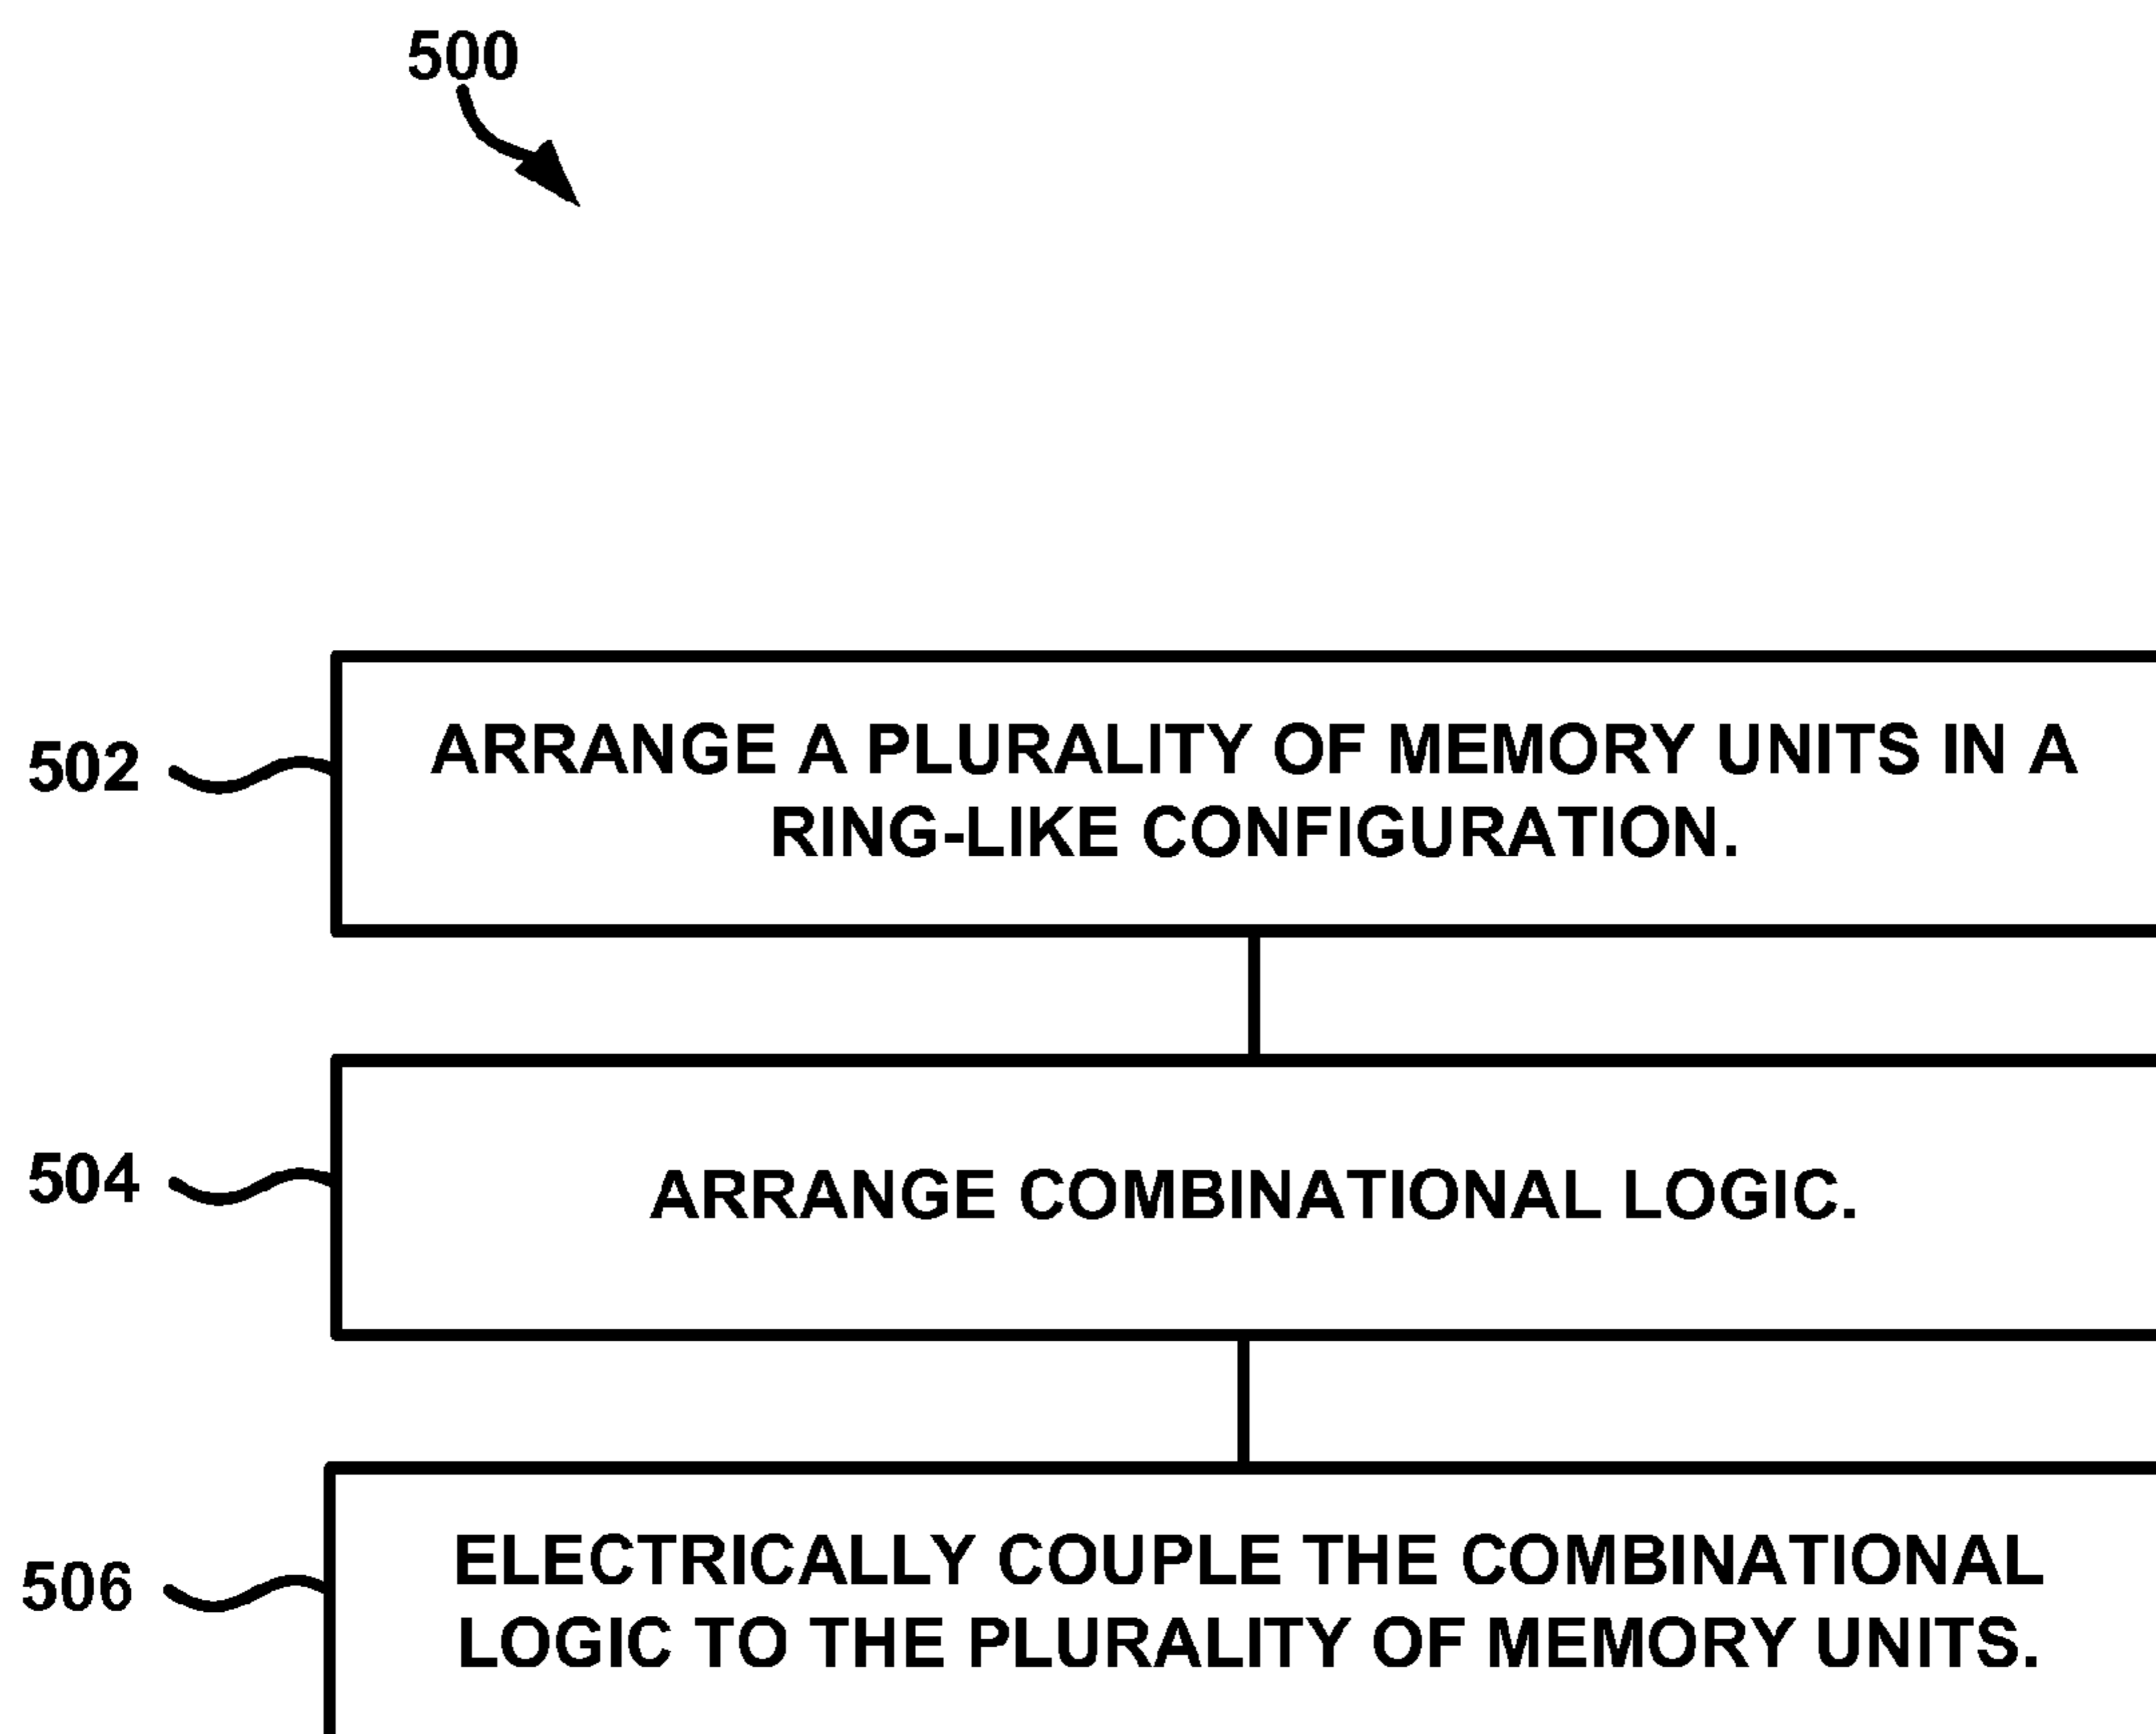 500
502
ARRANGE A PLURALITY OF MEMORY UNITS IN A
RING-LIKE CONFIGURATION.
504
ARRANGE COMBINATIONAL LOGIC.
506
ELECTRICALLY COUPLE THE COMBINATIONAL
LOGIC TO THE PLURALITY OF MEMORY UNITS.